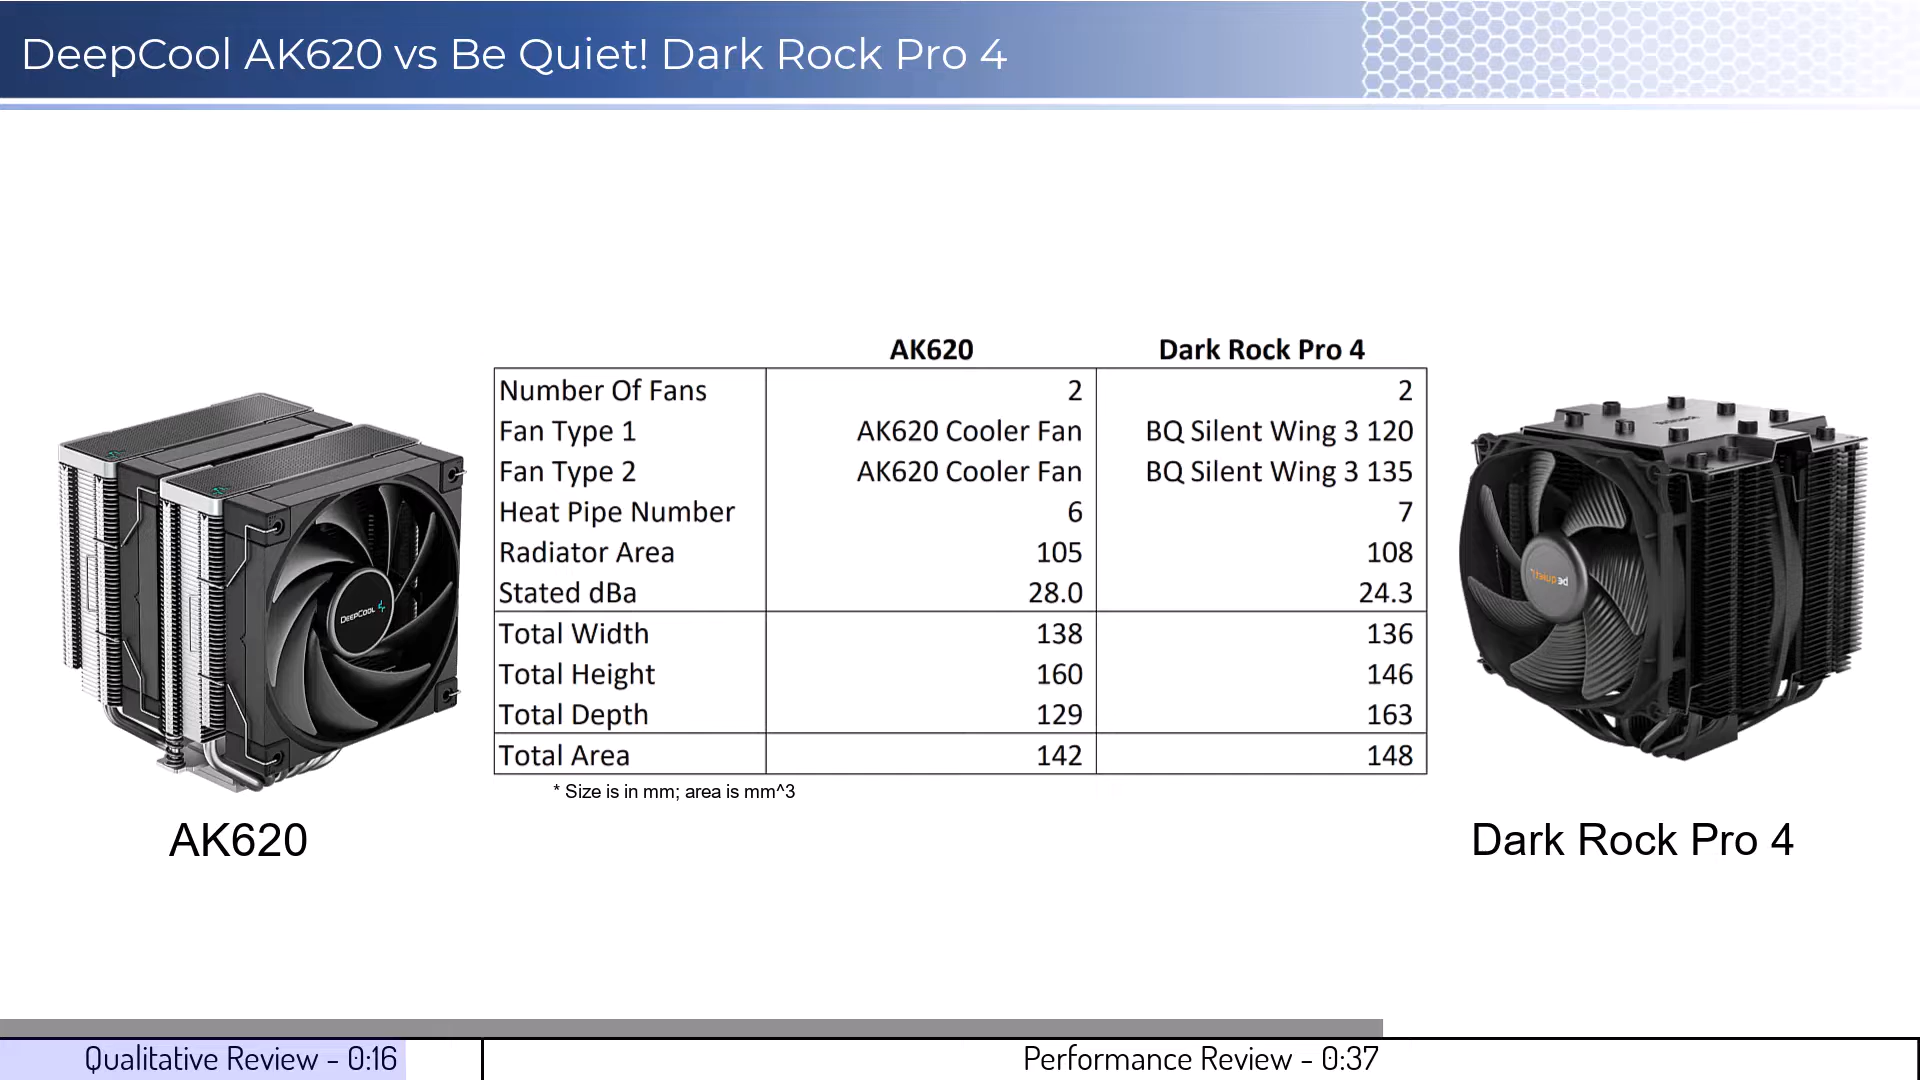 DeepCool AK620 vs Be Quiet! Dark Rock Pro 4
AK620 Dark Rock Pro 4
Number Of Fans 2 2
Fan Type 1 AK620 Cooler Fan BQ Silent Wing 3 120
Fan Type 2 AK620 Cooler Fan BQ Silent Wing 3 135
Heat Pipe Number 6 7
Radiator Area 105 108
Stated dBa 28.0 24.3
Total Width 138 136
Total Height 160 146
Total Depth 129 163
Total Area 142 148
* Size is in mm; area is mm^3
DEEPCOOL
be quiet!
AK620
Dark Rock Pro 4
Qualitative Review - 0:16
Performance Review - 0:37